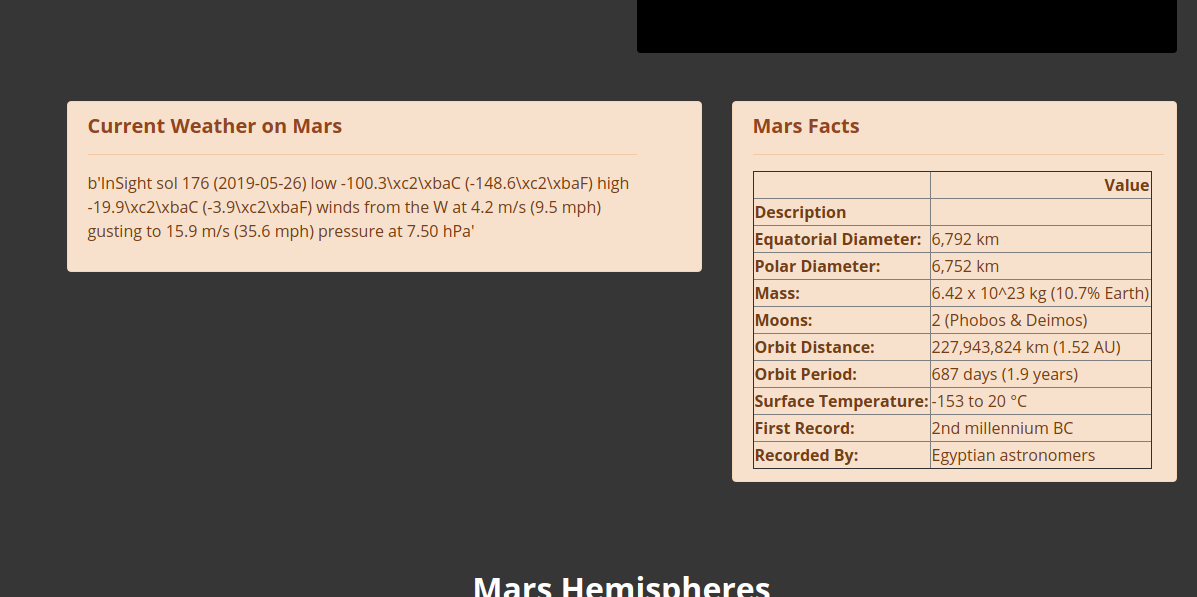 Current Weather on Mars
b'InSight sol 176 (2019-05-26) low -100.3\xc2\xbaC (-148.6\xc2\xbaF) high
-19.9\xc2\xbaC (-3.9\xc2\xbaF) winds from the W at 4.2 m/s (9.5 mph)
gusting to 15.9 m/s (35.6 mph) pressure at 7.50 hPa'
Mars Facts
Value
Description
Equatorial Diameter: 6,792 km
Polar Diameter: 6,752 km
Mass: 6.42 x 10^23 kg (10.7% Earth)
Moons: 2 (Phobos & Deimos)
Orbit Distance: 227,943,824 km (1.52 AU)
Orbit Period: 687 days (1.9 years)
Surface Temperature: -153 to 20 °C
First Record: 2nd millennium BC
Recorded By: Egyptian astronomers
Mars Hemispheres